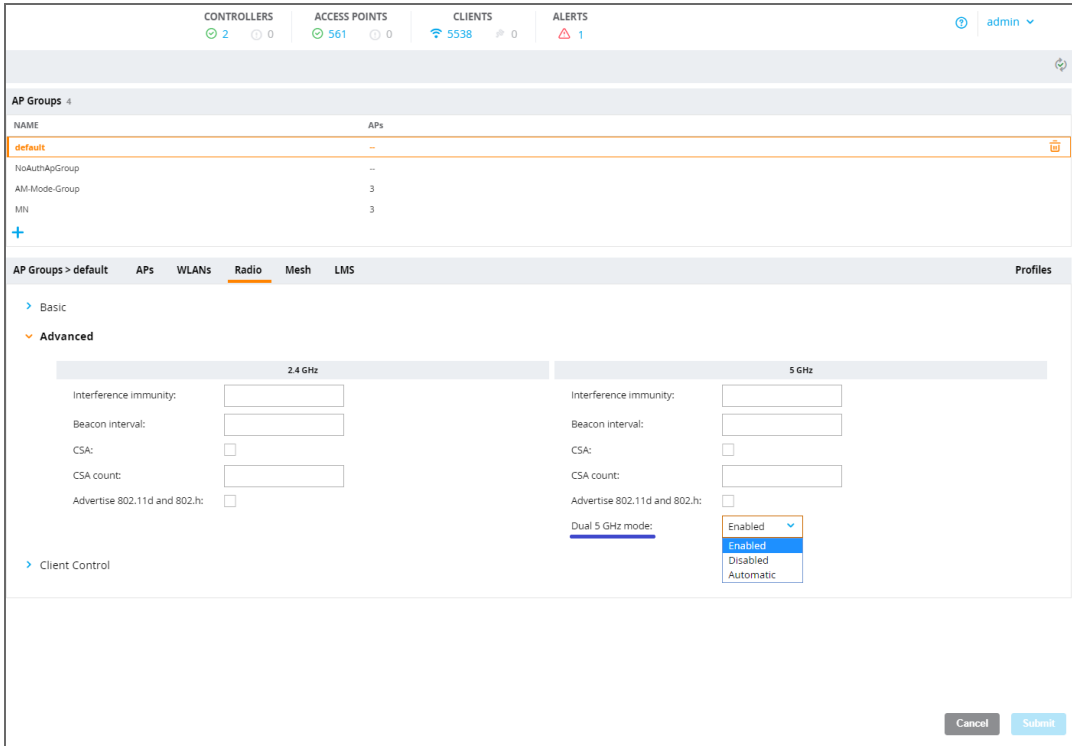 CONTROLLERS ACCESS POINTS CLIENTS ALERTS
2 0 561 0 5538 0 1
admin
AP Groups 4
NAME APs
default --
NoAuthApGroup --
AM-Mode-Group 3
MN 3
+
AP Groups > default APs WLANs Radio Mesh LMS Profiles
Basic
Advanced
2.4 GHz 5 GHz
Interference immunity: Interference immunity:
Beacon interval: Beacon interval:
CSA: CSA:
CSA count: CSA count:
Advertise 802.11d and 802.h: Advertise 802.11d and 802.h:
Dual 5 GHz mode: Enabled
Enabled
Disabled
Automatic
Client Control
Cancel Submit